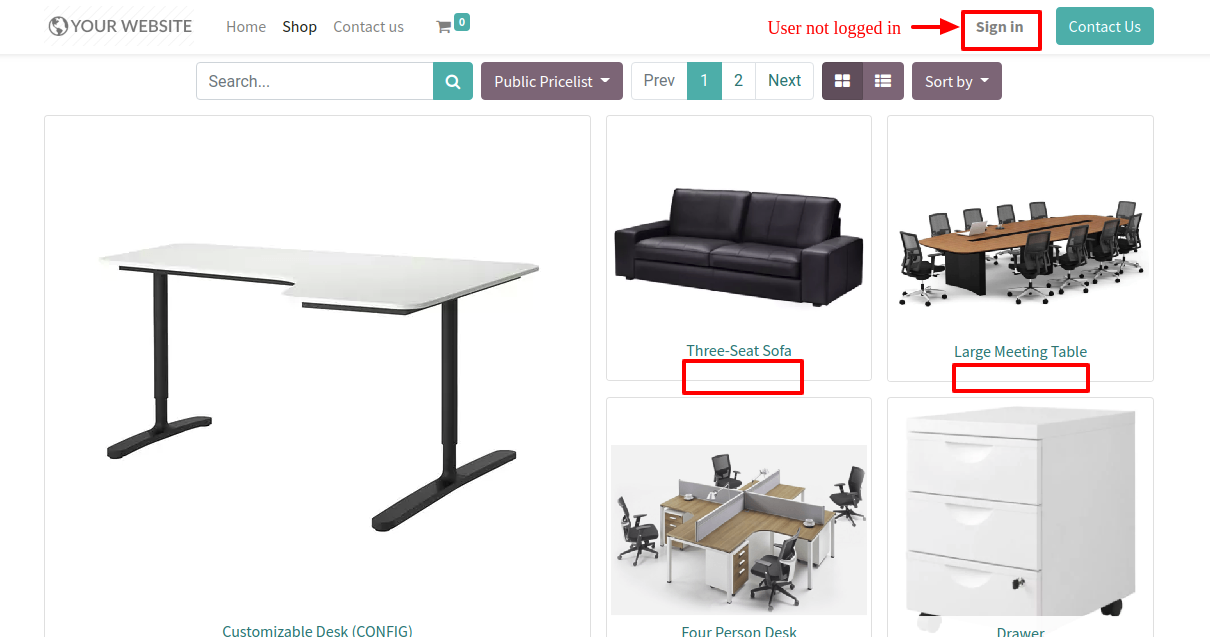 YOUR WEBSITE
Home Shop Contact us 0 User not logged in Sign in Contact Us
Search... Public Pricelist Prev 1 2 Next Sort by
Three-Seat Sofa
Large Meeting Table
Customizable Desk (CONFIG)
Four Person Desk
Drawer